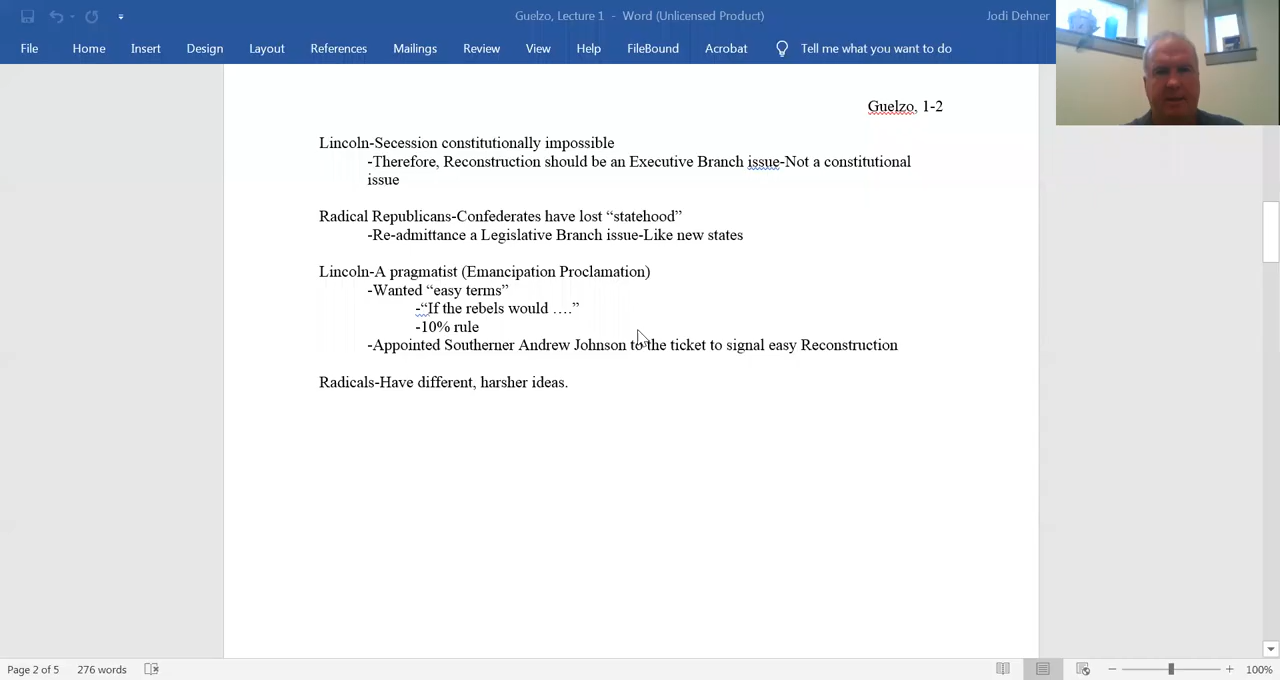 Guelzo, Lecture 1 - Word (Unlicensed Product)
Jodi Dehner
File Home Insert Design Layout References Mailings Review View Help FileBound Acrobat Tell me what you want to do
Guelzo, 1-2
Lincoln-Secession constitutionally impossible
-Therefore, Reconstruction should be an Executive Branch issue-Not a constitutional
issue
Radical Republicans-Confederates have lost “statehood”
-Re-admittance a Legislative Branch issue-Like new states
Lincoln-A pragmatist (Emancipation Proclamation)
-Wanted “easy terms”
-“If the rebels would ….”
-10% rule
-Appointed Southerner Andrew Johnson to the ticket to signal easy Reconstruction
Radicals-Have different, harsher ideas.
Page 2 of 5 276 words 100%